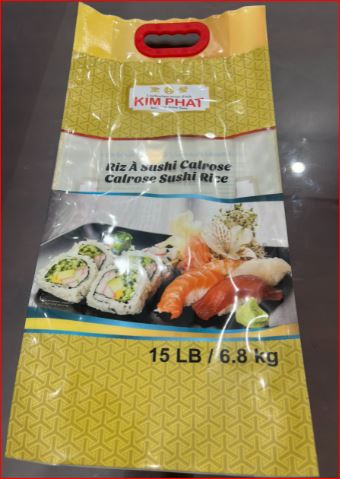 KIM PHAT
Riz À Sushi Calrose
Calrose Sushi Rice
15 LB / 6.8 kg